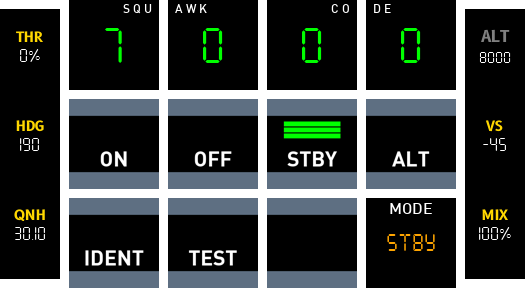 SQU AWK CO DE
THR 7 0 0 0 ALT
0% 8000
HDG VS
190 -45
ON OFF STBY ALT
QNH MODE MIX
30.10 STBY 100%
IDENT TEST